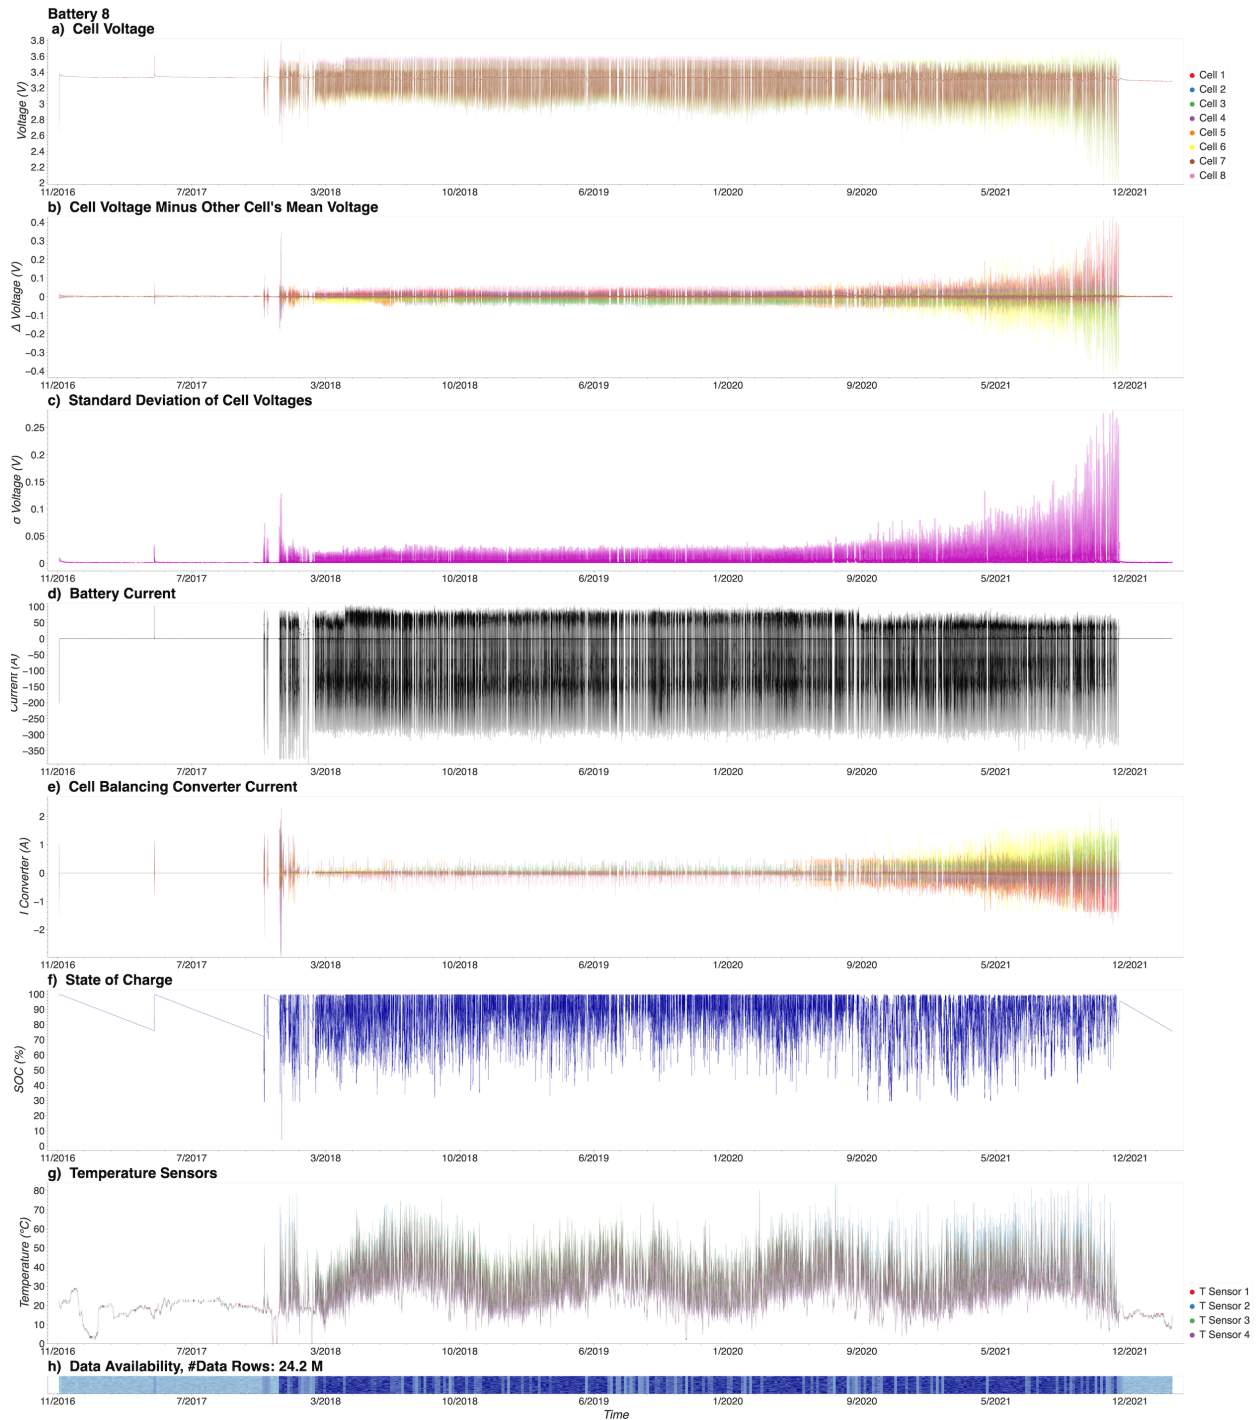 Battery 8
a) Cell Voltage
3.8
3.6
3.4
3.2
3
2.8
2.6
2.4
2.2
2
Voltage (V)
11/2016 7/2017 3/2018 10/2018 6/2019 1/2020 9/2020 5/2021 12/2021
Cell 1
Cell 2
Cell 3
Cell 4
Cell 5
Cell 6
Cell 7
Cell 8
b) Cell Voltage Minus Other Cell's Mean Voltage
0.4
0.3
0.2
0.1
0
−0.1
−0.2
−0.3
−0.4
Δ Voltage (V)
11/2016 7/2017 3/2018 10/2018 6/2019 1/2020 9/2020 5/2021 12/2021
c) Standard Deviation of Cell Voltages
0.25
0.2
0.15
0.1
0.05
0
σ Voltage (V)
11/2016 7/2017 3/2018 10/2018 6/2019 1/2020 9/2020 5/2021 12/2021
d) Battery Current
100
50
0
−50
−100
−150
−200
−250
−300
−350
Current (A)
11/2016 7/2017 3/2018 10/2018 6/2019 1/2020 9/2020 5/2021 12/2021
e) Cell Balancing Converter Current
2
1
0
−1
−2
I Converter (A)
11/2016 7/2017 3/2018 10/2018 6/2019 1/2020 9/2020 5/2021 12/2021
f) State of Charge
100
90
80
70
60
50
40
30
20
10
0
SOC (%)
11/2016 7/2017 3/2018 10/2018 6/2019 1/2020 9/2020 5/2021 12/2021
g) Temperature Sensors
80
70
60
50
40
30
20
10
0
Temperature (°C)
11/2016 7/2017 3/2018 10/2018 6/2019 1/2020 9/2020 5/2021 12/2021
T Sensor 1
T Sensor 2
T Sensor 3
T Sensor 4
h) Data Availability, #Data Rows: 24.2 M
11/2016 7/2017 3/2018 10/2018 6/2019 1/2020 9/2020 5/2021 12/2021
Time